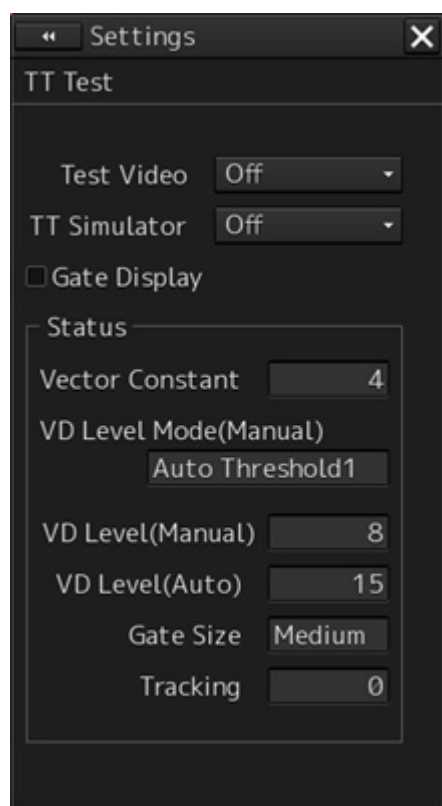 Settings
TT Test
Test Video Off
TT Simulator Off
Gate Display
Status
Vector Constant 4
VD Level Mode(Manual)
Auto Threshold1
VD Level(Manual) 8
VD Level(Auto) 15
Gate Size Medium
Tracking 0